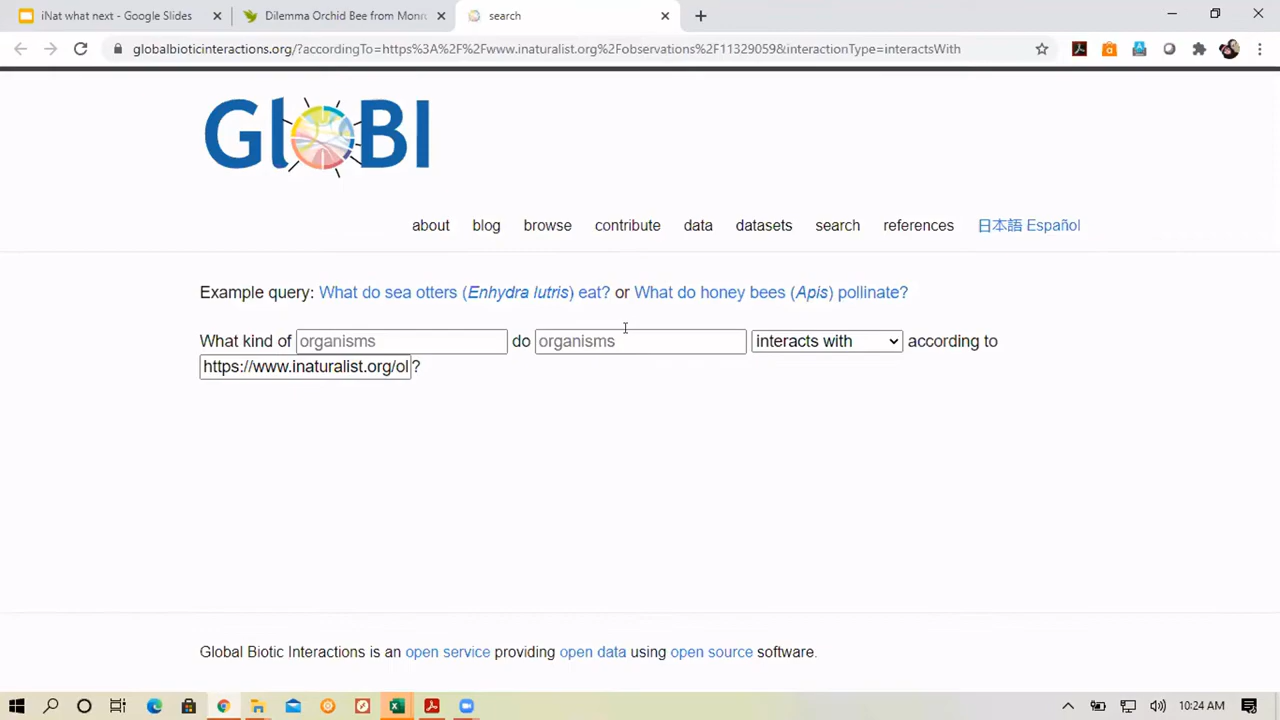 iNat what next - Google Slides
Dilemma Orchid Bee from Monr
search
globalbioticinteractions.org/?accordingTo=https%3A%2F%2Fwww.inaturalist.org%2Fobservations%2F11329059&interactionType=interactsWith
GloBI
about blog browse contribute data datasets search references 日本語 Español
Example query: What do sea otters (Enhydra lutris) eat? or What do honey bees (Apis) pollinate?
What kind of organisms do organisms interacts with according to
https://www.inaturalist.org/ol ?
Global Biotic Interactions is an open service providing open data using open source software.
10:24 AM